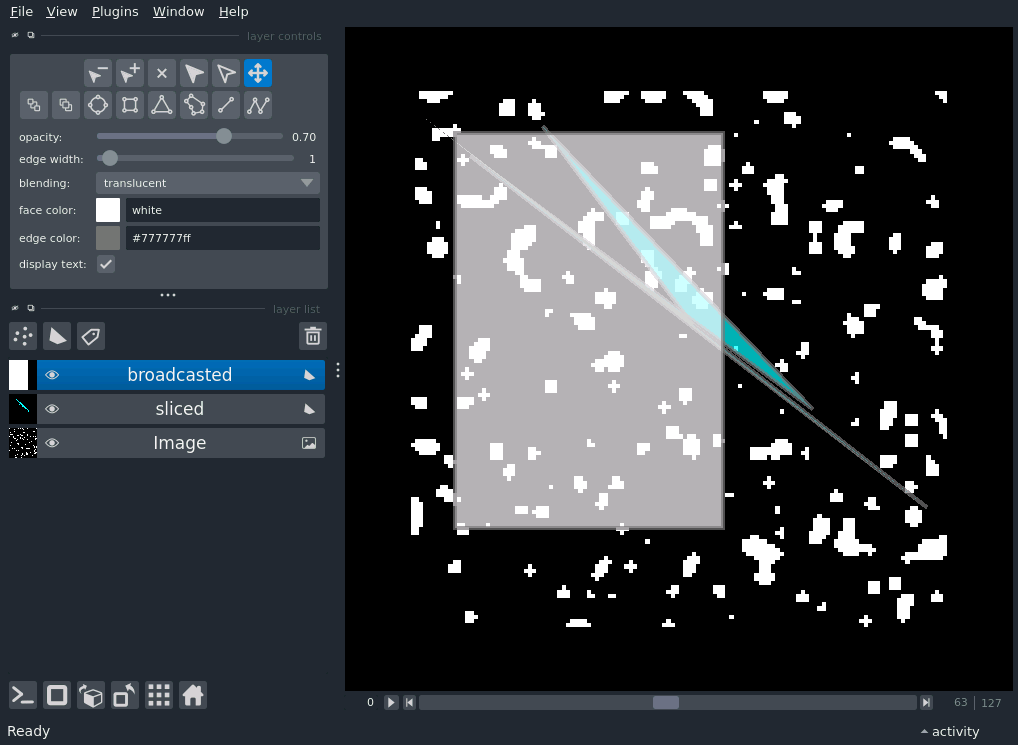 File View Plugins Window Help
layer controls
opacity: 0.70
edge width: 1
blending: translucent
face color: white
edge color: #777777ff
display text:
layer list
broadcasted
sliced
Image
0 63 127
Ready activity